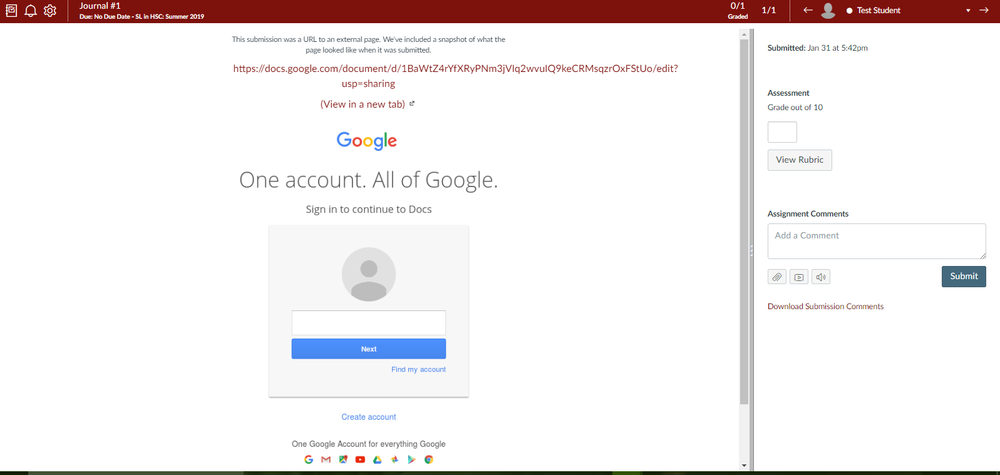 Journal #1
Due: No Due Date - SL in HSC: Summer 2019
0/1
Graded
1/1
Test Student
This submission was a URL to an external page. We've included a snapshot of what the
page looked like when it was submitted.
https://docs.google.com/document/d/1BaWtZ4rYfXRyPNm3jVIq2wvulQ9keCRMsqzrOxFStUo/edit?
usp=sharing
(View in a new tab)
Google
One account. All of Google.
Sign in to continue to Docs
Next
Find my account
Create account
One Google Account for everything Google
Submitted: Jan 31 at 5:42pm
Assessment
Grade out of 10
View Rubric
Assignment Comments
Add a Comment
Submit
Download Submission Comments